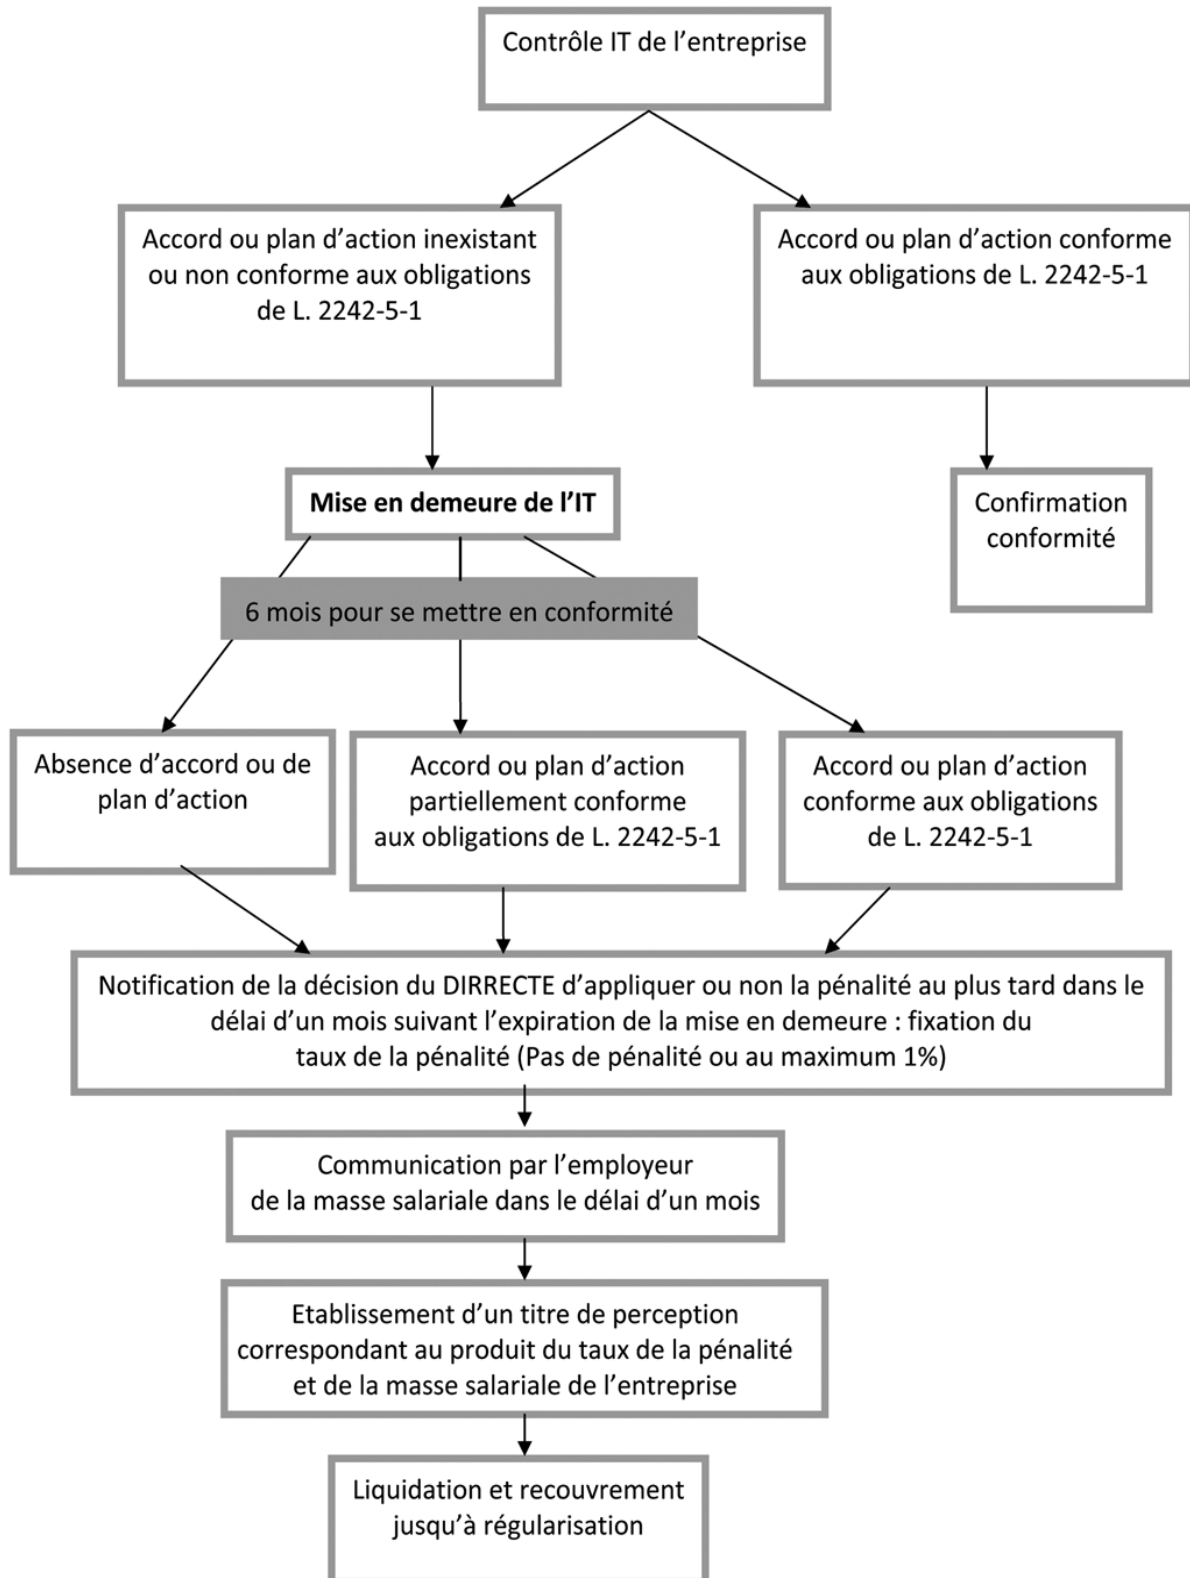 Contrôle IT de l’entreprise
Accord ou plan d’action inexistant
ou non conforme aux obligations
de L. 2242-5-1
Accord ou plan d’action conforme
aux obligations de L. 2242-5-1
Mise en demeure de l’IT
Confirmation
conformité
6 mois pour se mettre en conformité
Absence d’accord ou de
plan d’action
Accord ou plan d’action
partiellement conforme
aux obligations de L. 2242-5-1
Accord ou plan d’action
conforme aux obligations
de L. 2242-5-1
Notification de la décision du DIRRECTE d’appliquer ou non la pénalité au plus tard dans le
délai d’un mois suivant l’expiration de la mise en demeure : fixation du
taux de la pénalité (Pas de pénalité ou au maximum 1%)
Communication par l’employeur
de la masse salariale dans le délai d’un mois
Etablissement d’un titre de perception
correspondant au produit du taux de la pénalité
et de la masse salariale de l’entreprise
Liquidation et recouvrement
jusqu’à régularisation